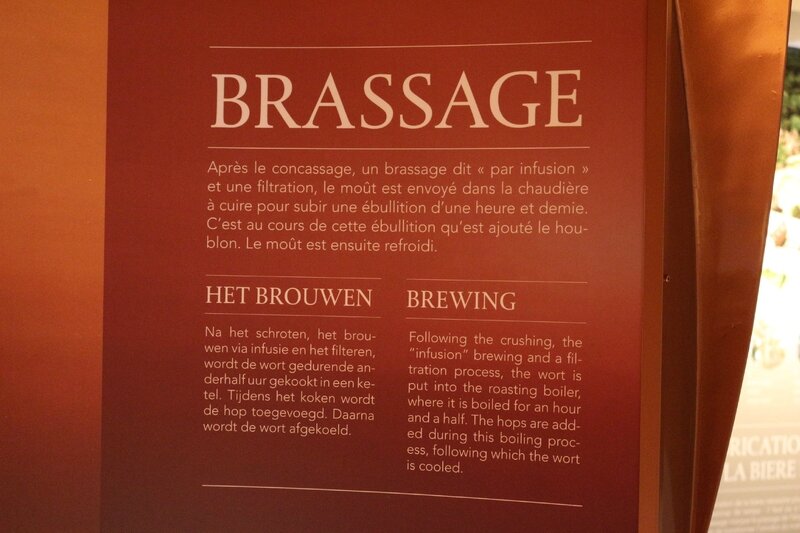 BRASSAGE
Après le concassage, un brassage dit « par infusion »
et une filtration, le moût est envoyé dans la chaudière
à cuire pour subir une ébullition d'une heure et demie.
C'est au cours de cette ébullition qu'est ajouté le hou-
blon. Le moût est ensuite refroidi.
HET BROUWEN
Na het schroten, het brou-
wen via infusie en het filteren,
wordt de wort gedurende an-
derhalf uur gekookt in een ke-
tel. Tijdens het koken wordt
de hop toegevoegd. Daarna
wordt de wort afgekoeld.
BREWING
Following the crushing, the
"infusion" brewing and a fil-
tration process, the wort is
put into the roasting boiler,
where it is boiled for an hour
and a half. The hops are add-
ed during this boiling proc-
ess, following which the wort
is cooled.
RICATIO
LA BIERE